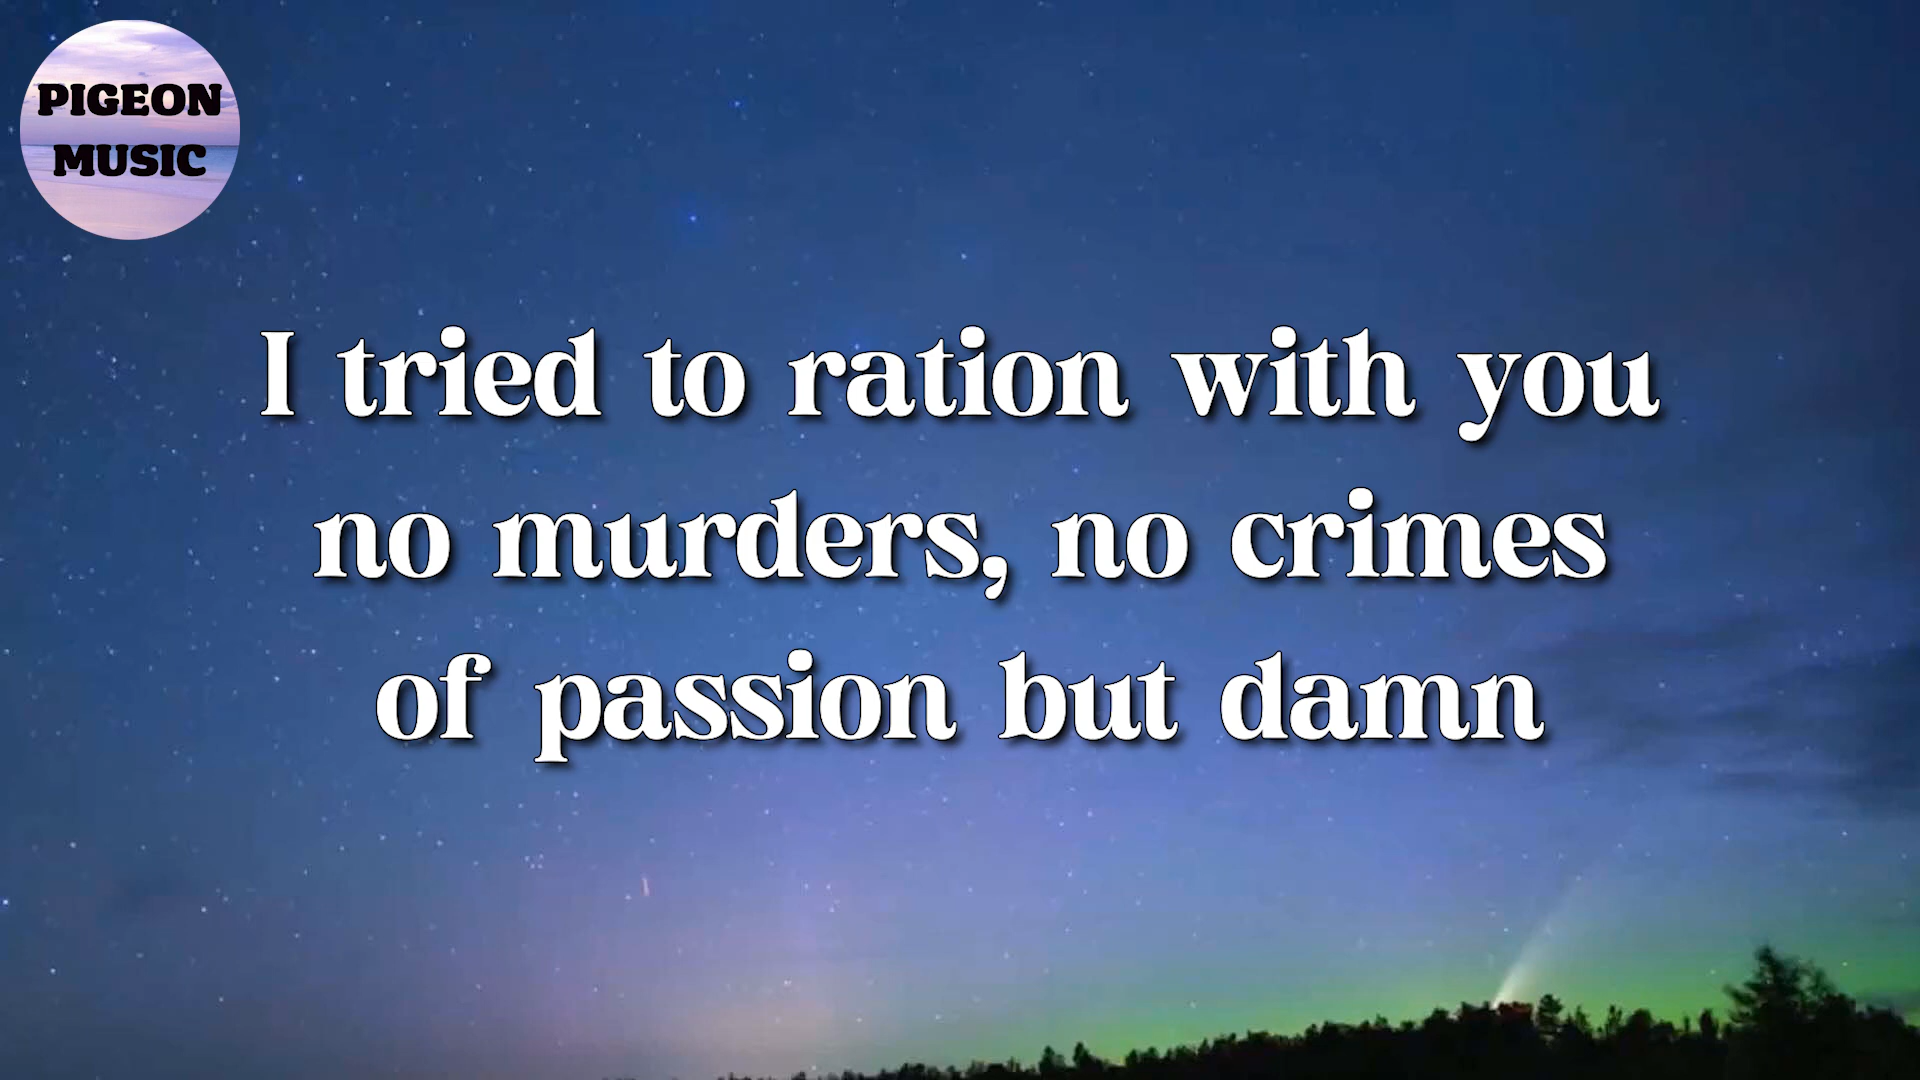 PIGEON
MUSIC
I tried to ration with you
no murders, no crimes
of passion but damn